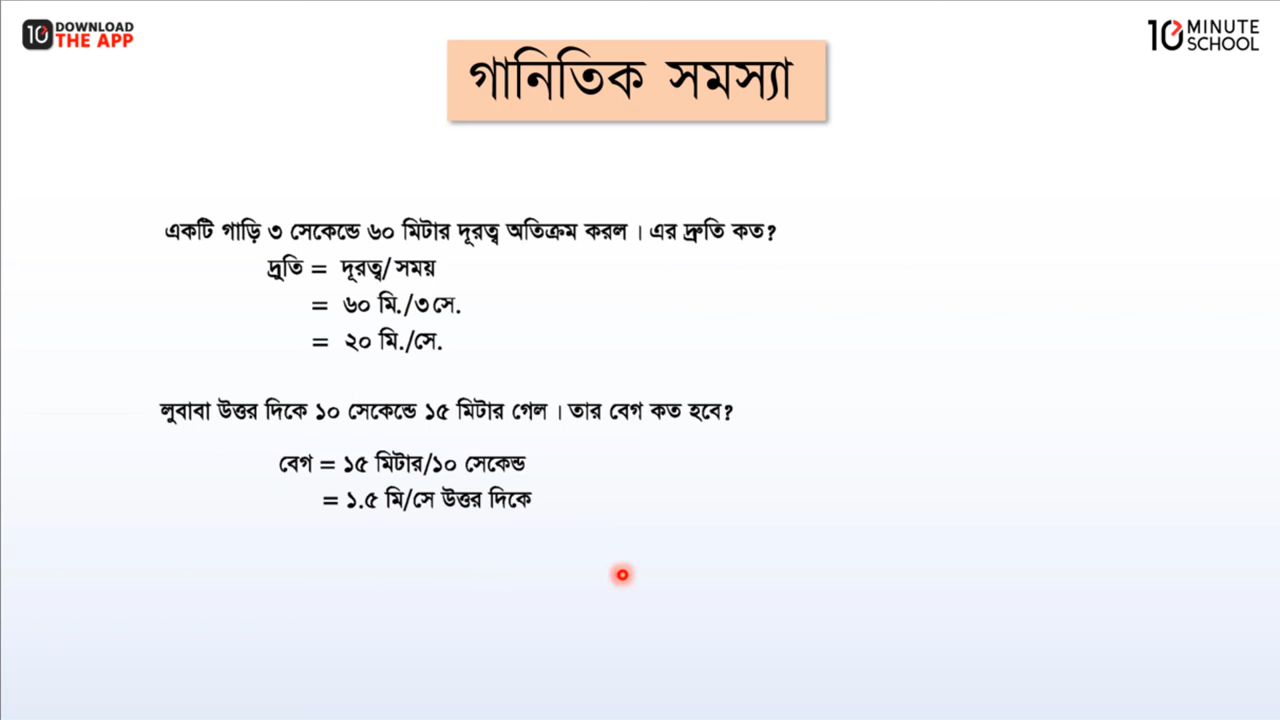 10 DOWNLOAD
THE APP
10 MINUTE
SCHOOL
গানিতিক সমস্যা
একটি গাড়ি ৩ সেকেন্ডে ৬০ মিটার দূরত্ব অতিক্রম করল । এর দ্রুতি কত?
দ্রুতি = দূরত্ব/সময়
= ৬০ মি./৩সে.
= ২০ মি./সে.
লুবাবা উত্তর দিকে ১০ সেকেন্ডে ১৫ মিটার গেল । তার বেগ কত হবে?
বেগ = ১৫ মিটার/১০ সেকেন্ড
= ১.৫ মি/সে উত্তর দিকে